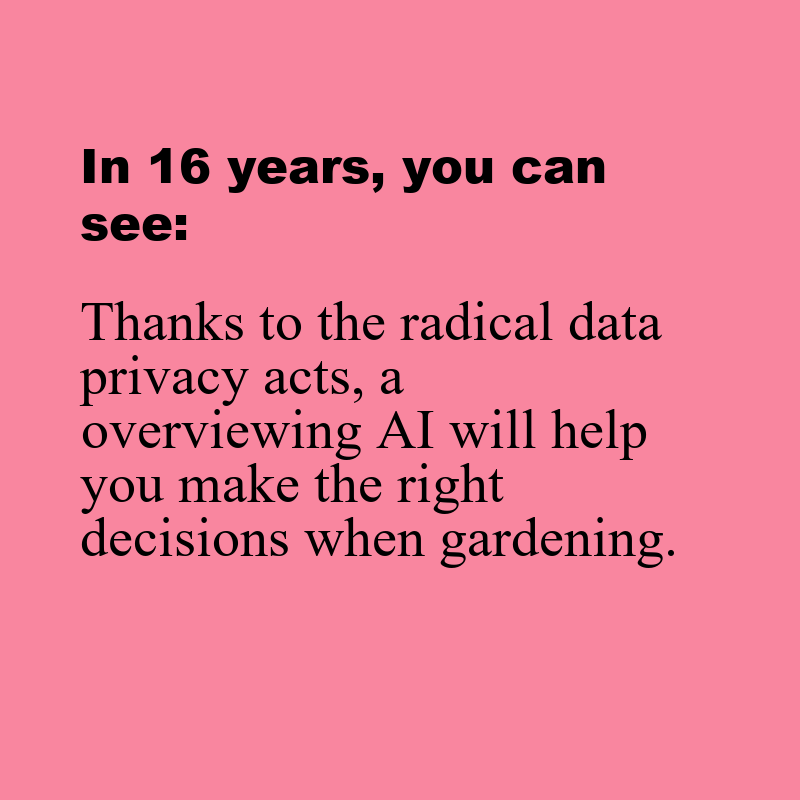 In 16 years, you can
see:
Thanks to the radical data
privacy acts, a
overviewing AI will help
you make the right
decisions when gardening.